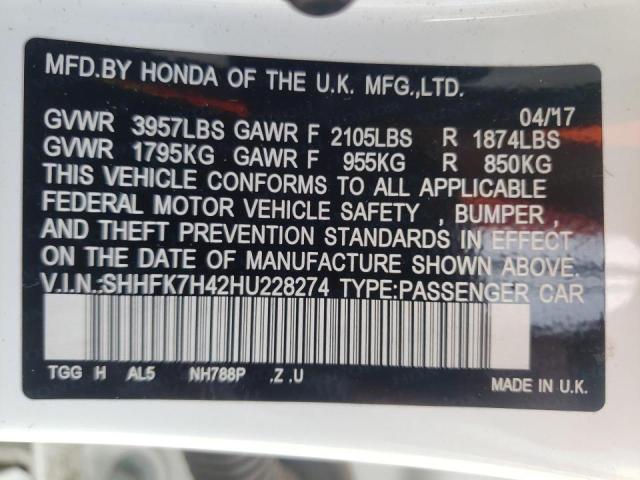 MFD.BY HONDA OF THE U.K. MFG.,LTD.
04/17
GVWR 3957LBS GAWR F 2105LBS R 1874LBS
GVWR 1795KG GAWR F 955KG R 850KG
THIS VEHICLE CONFORMS TO ALL APPLICABLE
FEDERAL MOTOR VEHICLE SAFETY , BUMPER ,
AND THEFT PREVENTION STANDARDS IN EFFECT
ON THE DATE OF MANUFACTURE SHOWN ABOVE.
V.I.N.:SHHFK7H42HU228274 TYPE:PASSENGER CAR
TGG H AL5 NH788P .Z .U
MADE IN U.K.